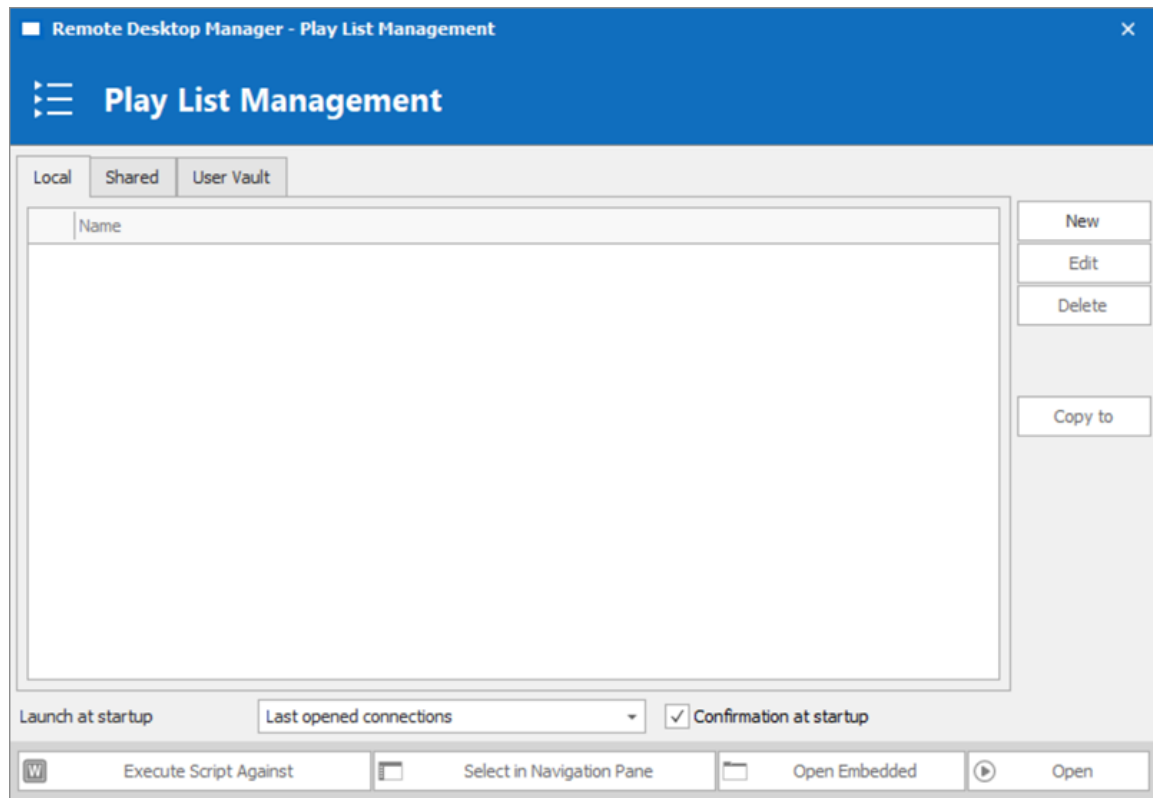 Remote Desktop Manager - Play List Management
Play List Management
Local Shared User Vault
Name
New
Edit
Delete
Copy to
Launch at startup Last opened connections Confirmation at startup
W Execute Script Against Select in Navigation Pane Open Embedded Open